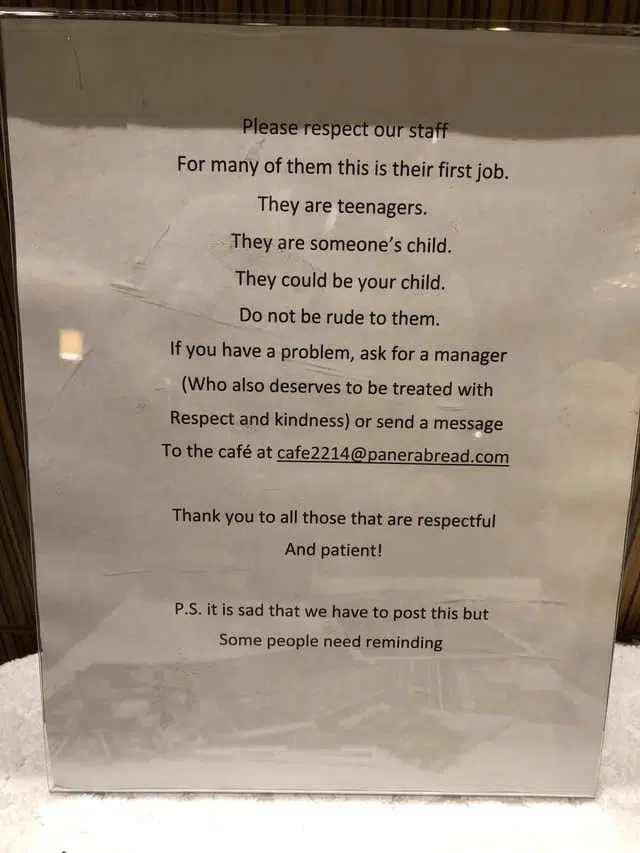 Please respect our staff
For many of them this is their first job.
They are teenagers.
They are someone's child.
They could be your child.
Do not be rude to them.
If you have a problem, ask for a manager
(Who also deserves to be treated with
Respect and kindness) or send a message
To the café at cafe2214@panerabread.com
Thank you to all those that are respectful
And patient!
P.S. it is sad that we have to post this but
Some people need reminding